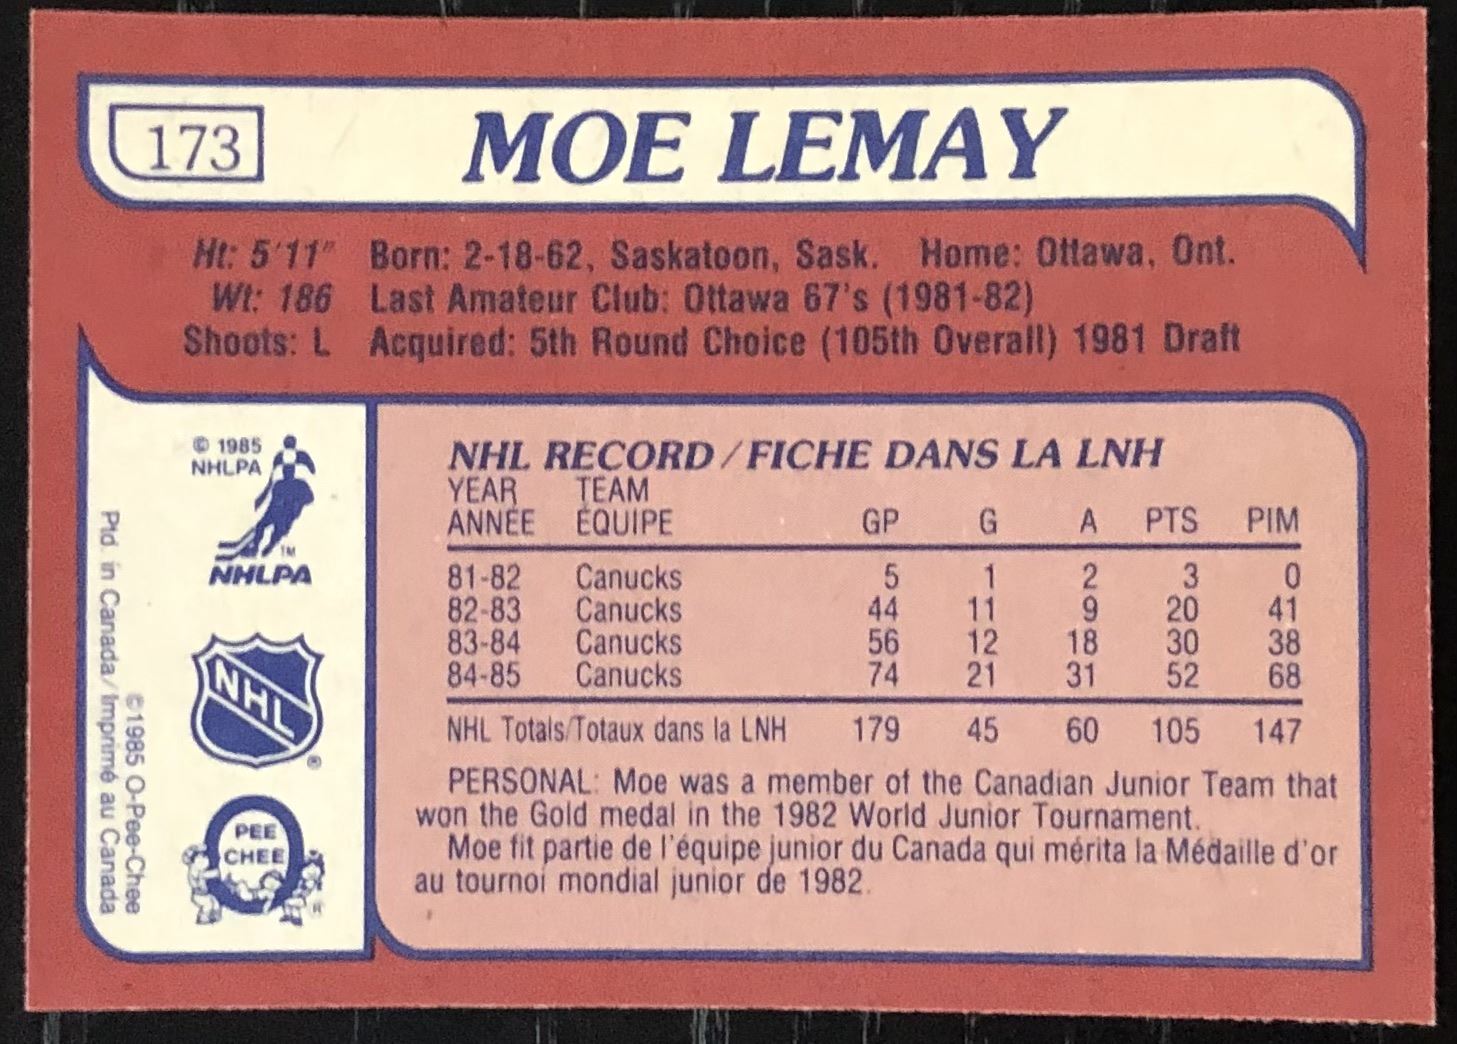 173
MOE LEMAY
Ht: 5'11" Born: 2-18-62, Saskatoon, Sask. Home: Ottawa, Ont.
Wt: 186 Last Amateur Club: Ottawa 67's (1981-82)
Shoots: L Acquired: 5th Round Choice (105th Overall) 1981 Draft
© 1985
NHLPA
TM
NHLPA
NHL
®
PEE
CHEE
®
©1985 O-Pee-Chee
Ptd. in Canada/Imprimé au Canada
NHL RECORD/FICHE DANS LA LNH
YEAR TEAM
ANNÉE ÉQUIPE GP G A PTS PIM
81-82 Canucks 5 1 2 3 0
82-83 Canucks 44 11 9 20 41
83-84 Canucks 56 12 18 30 38
84-85 Canucks 74 21 31 52 68
NHL Totals/Totaux dans la LNH 179 45 60 105 147
PERSONAL: Moe was a member of the Canadian Junior Team that
won the Gold medal in the 1982 World Junior Tournament.
Moe fit partie de l'équipe junior du Canada qui mérita la Médaille d'or
au tournoi mondial junior de 1982.